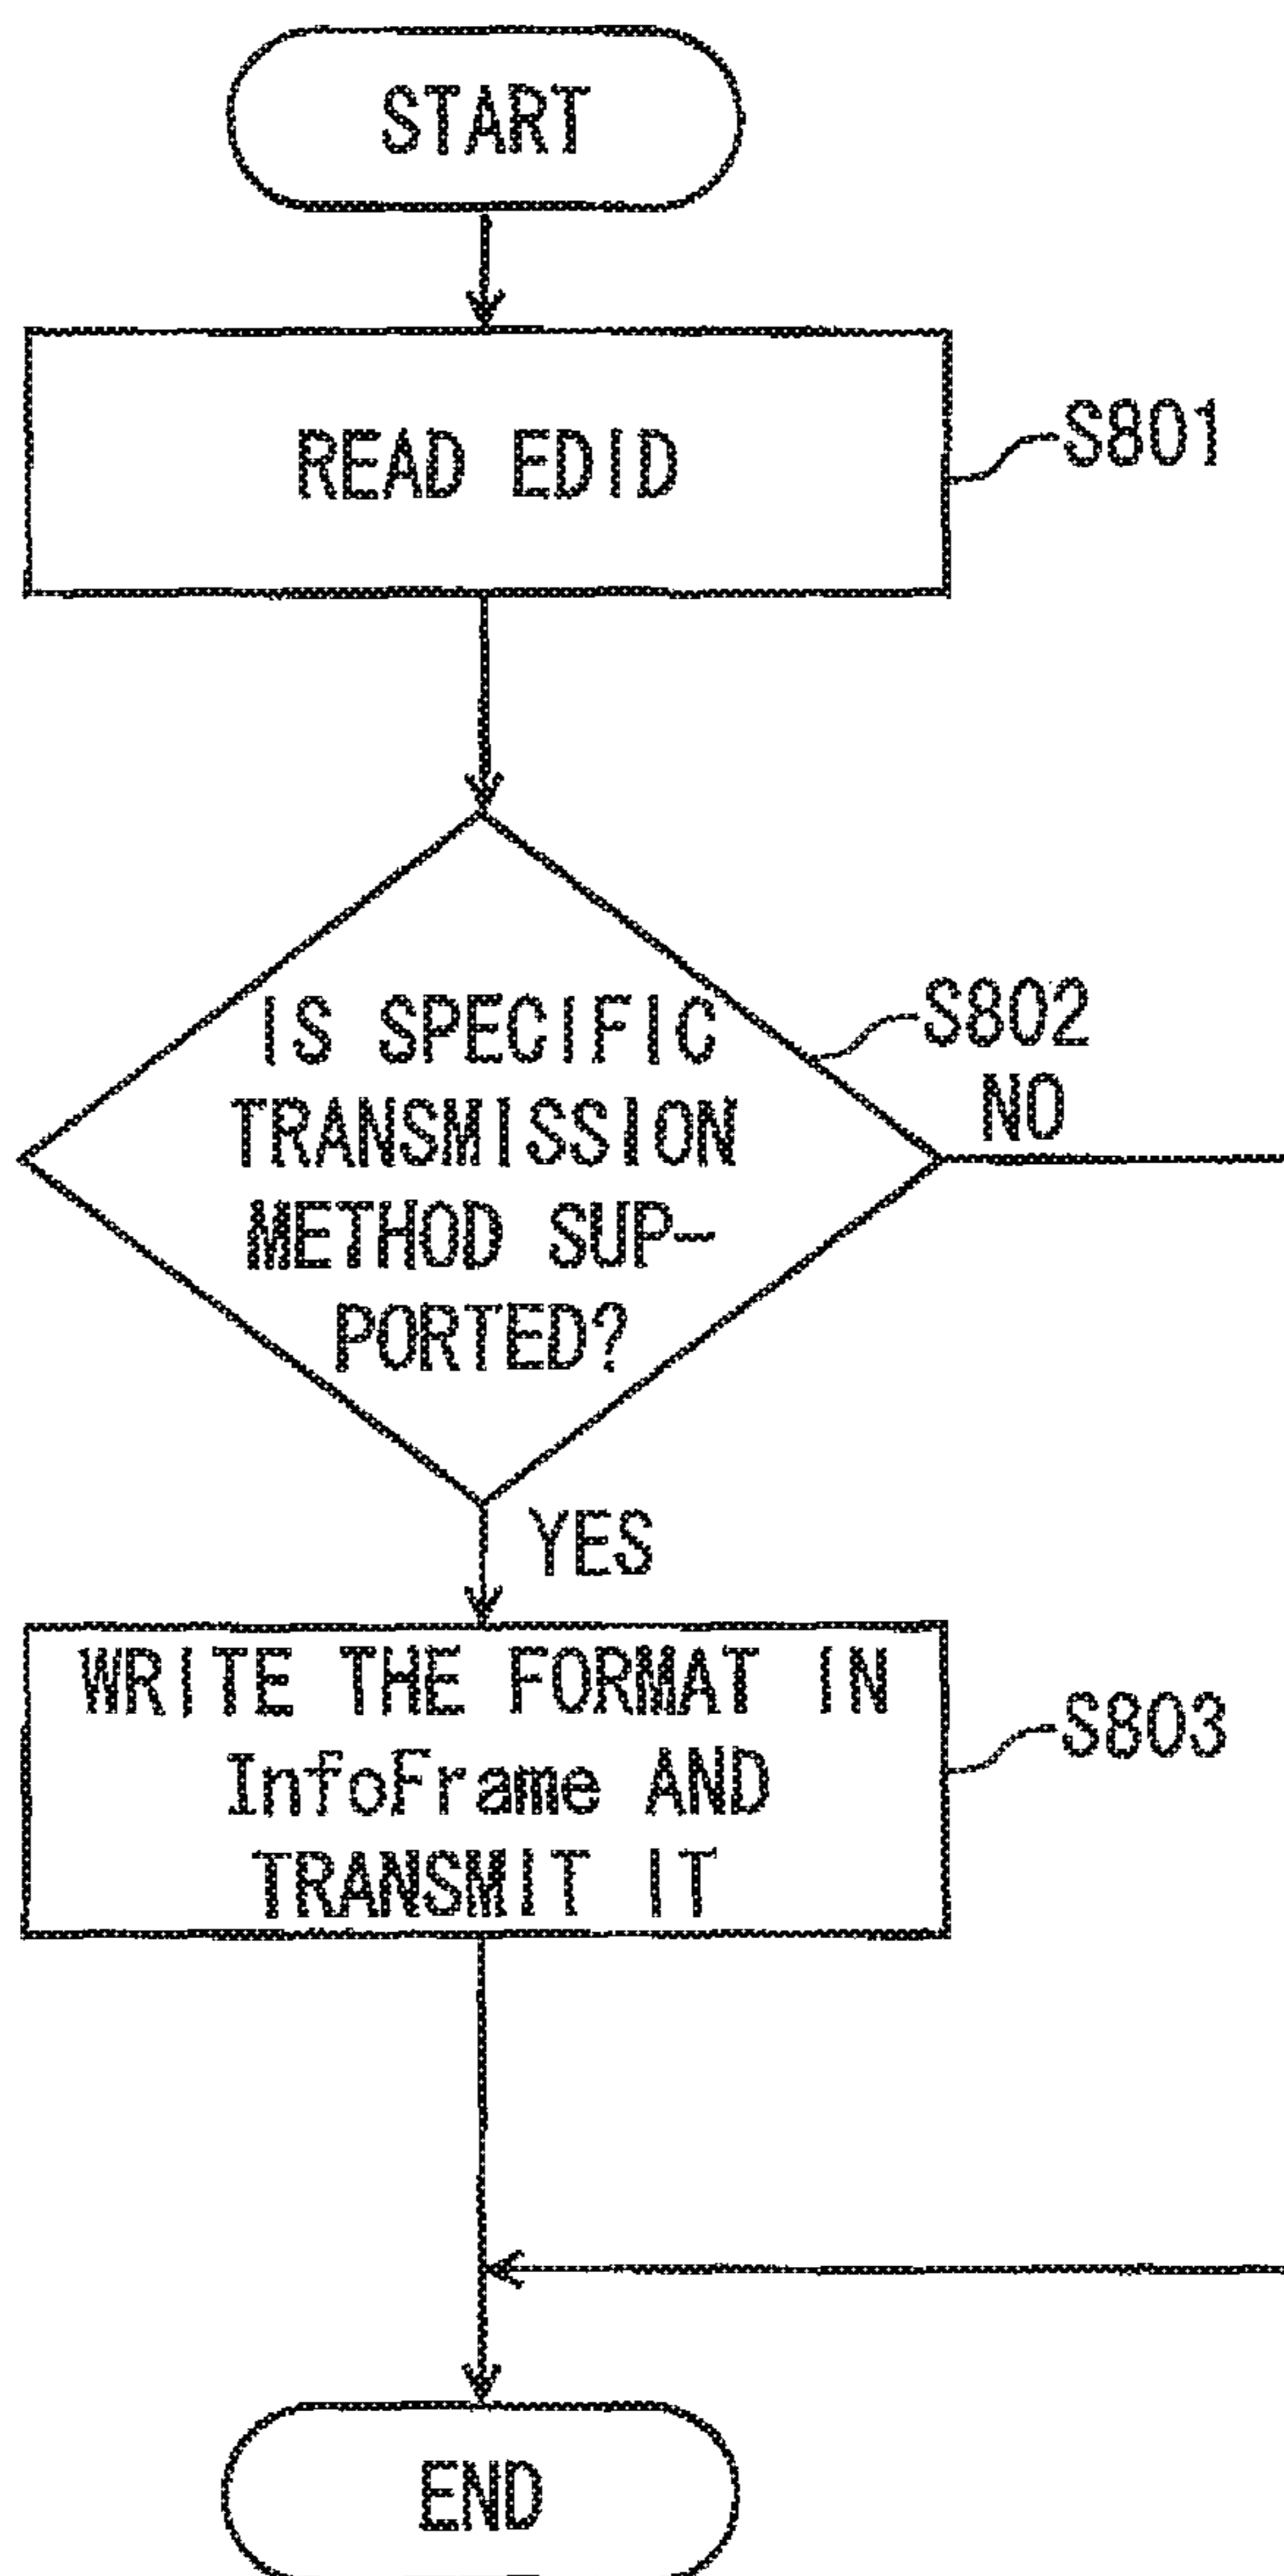 START
READ EDID
S801
IS SPECIFIC
TRANSMISSION
METHOD SUP-
PORTED?
S802
NO
YES
WRITE THE FORMAT IN
InfoFrame AND
TRANSMIT IT
S803
END